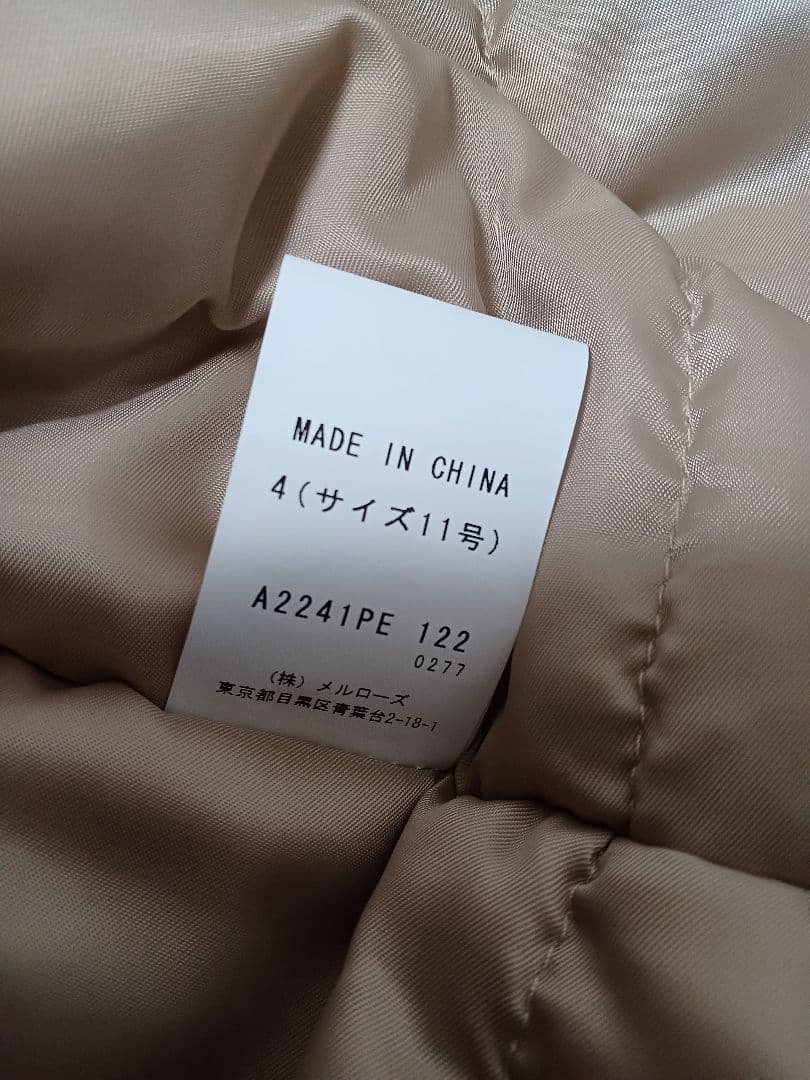 MADE IN CHINA
4(サイズ11号)
A2241PE 122
0277
(株) メルローズ
東京都目黒区青葉台2-18-1